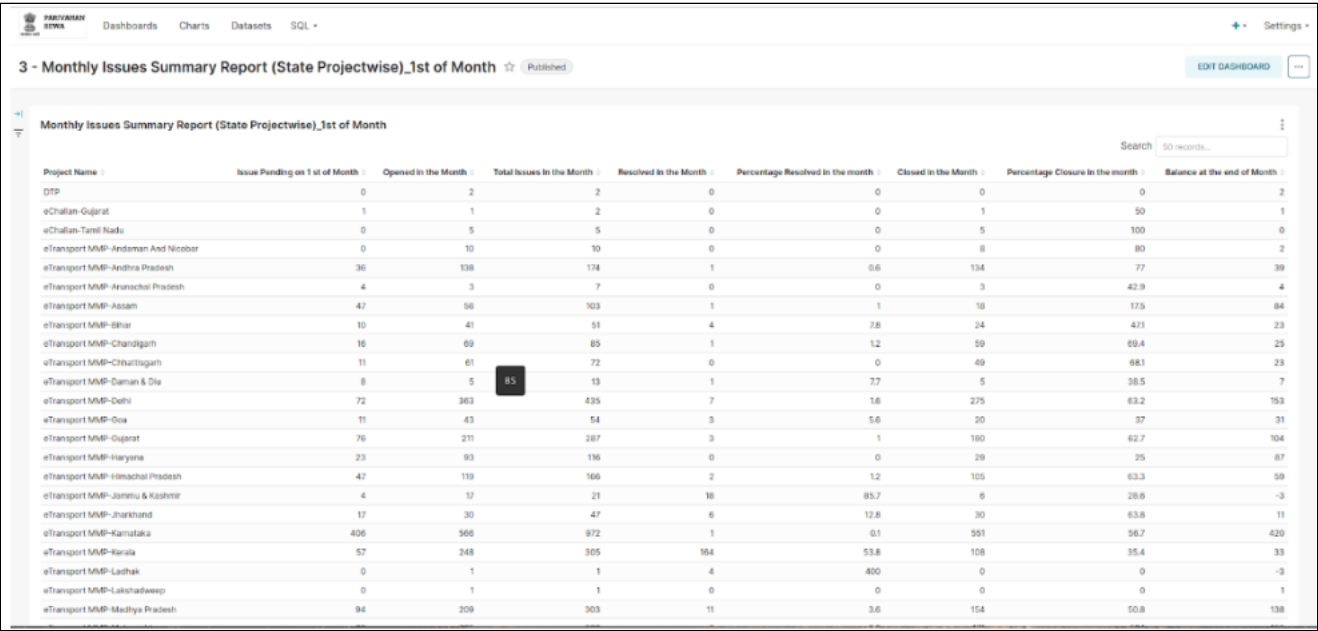 PARIVAHAN
SEWA
Dashboards Charts Datasets SQL
+ Settings
3 - Monthly Issues Summary Report (State Projectwise)_1st of Month ☆ Published
EDIT DASHBOARD ...
Monthly Issues Summary Report (State Projectwise)_1st of Month
Search 50 records...
Project Name Issue Pending on 1 st of Month Opened in the Month Total Issues in the Month Resolved in the Month Percentage Resolved in the month Closed in the Month Percentage Closure in the month Balance at the end of Month
DTP 0 2 2 0 0 0 0 2
eChallan-Gujarat 1 1 2 0 0 1 50 1
eChallan-Tamil Nadu 0 5 5 0 0 5 100 0
eTransport MMP-Andaman And Nicobar 0 10 10 0 0 8 80 2
eTransport MMP-Andhra Pradesh 36 138 174 1 0.6 134 77 39
eTransport MMP-Arunachal Pradesh 4 3 7 0 0 3 42.9 4
eTransport MMP-Assam 47 56 103 1 1 18 17.5 84
eTransport MMP-Bihar 10 41 51 4 7.8 24 47.1 23
eTransport MMP-Chandigarh 16 69 85 1 1.2 59 69.4 25
eTransport MMP-Chhattisgarh 11 61 72 0 0 49 68.1 23
85
eTransport MMP-Daman & Diu 8 5 13 1 7.7 5 38.5 7
eTransport MMP-Delhi 72 363 435 7 1.6 275 63.2 153
eTransport MMP-Goa 11 43 54 3 5.6 20 37 31
eTransport MMP-Gujarat 76 211 287 3 1 180 62.7 104
eTransport MMP-Haryana 23 93 116 0 0 29 25 87
eTransport MMP-Himachal Pradesh 47 119 166 2 1.2 105 63.3 59
eTransport MMP-Jammu & Kashmir 4 17 21 18 85.7 6 28.6 -3
eTransport MMP-Jharkhand 17 30 47 6 12.8 30 63.8 11
eTransport MMP-Karnataka 406 566 972 1 0.1 551 56.7 420
eTransport MMP-Kerala 57 248 305 164 53.8 108 35.4 33
eTransport MMP-Ladhak 0 1 1 4 400 0 0 -3
eTransport MMP-Lakshadweep 0 1 1 0 0 0 0 1
eTransport MMP-Madhya Pradesh 94 209 303 11 3.6 154 50.8 138